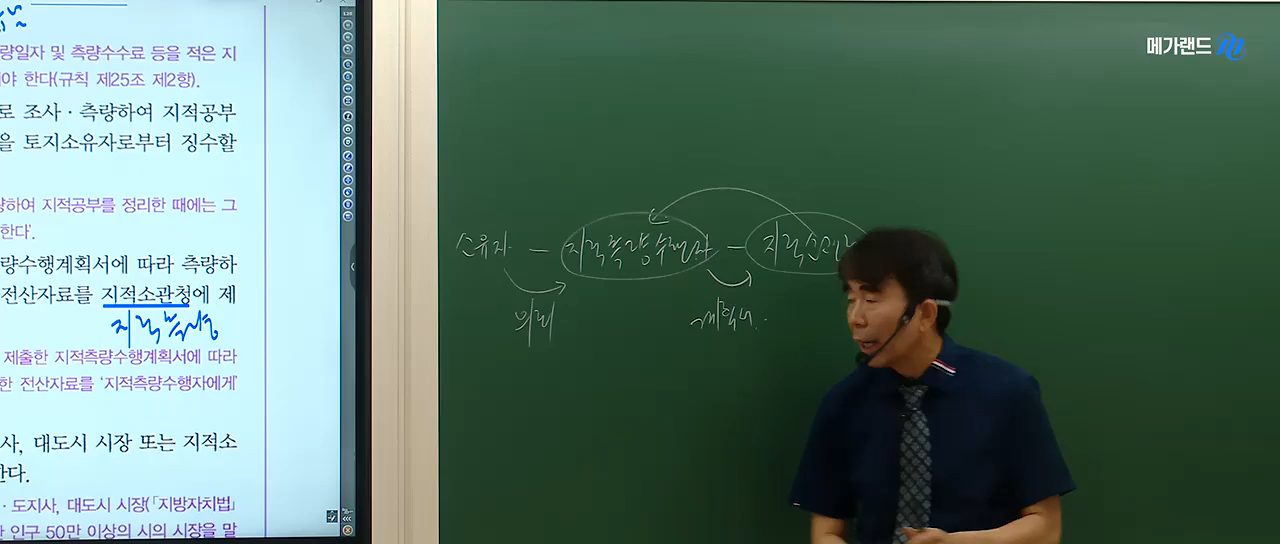 량일자 및 측량수수료 등을 적은 지
야 한다(규칙 제25조 제2항).
로 조사·측량하여 지적공부
을 토지소유자로부터 징수할
량하여 지적공부를 정리한 때에는 그
한다'.
량수행계획서에 따라 측량하
전산자료를 지적소관청에 제
제출한 지적측량수행계획서에 따라
한 전산자료를 '지적측량수행자에게'
사, 대도시 시장 또는 지적소
한다.
· 도지사, 대도시 시장(「지방자치법」
한 인구 50만 이상의 시의 시장을 말
메가랜드
소유자 — 지적측량수행자 — 지적소관
의뢰
계획서